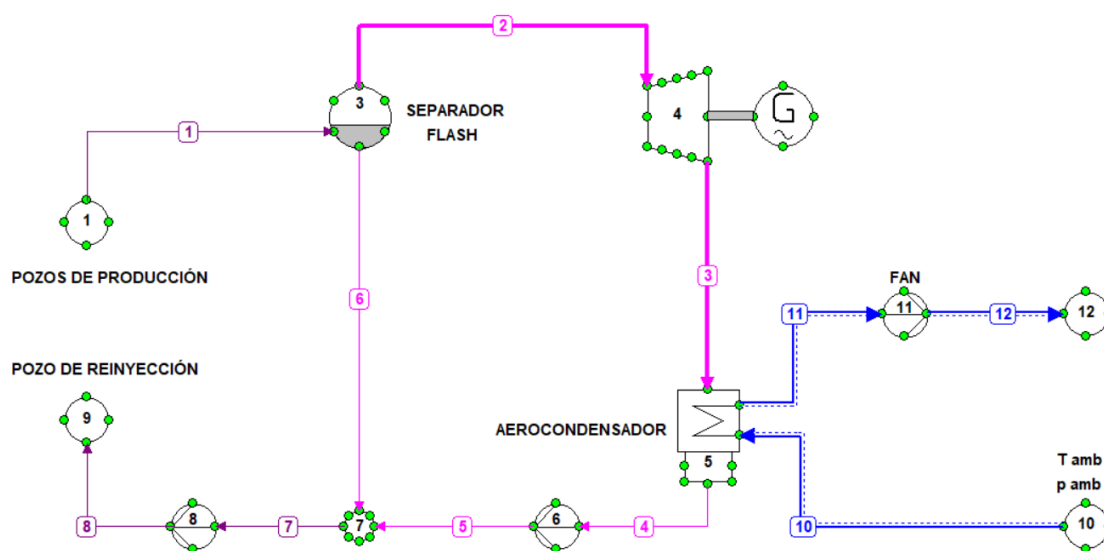 2
3
SEPARADOR
FLASH
4
G
1
1
POZOS DE PRODUCCIÓN
6
3
FAN
11
11
12
12
POZO DE REINYECCIÓN
9
AEROCONDENSADOR
5
T amb
p amb
8
8
7
7
5
6
4
10
10